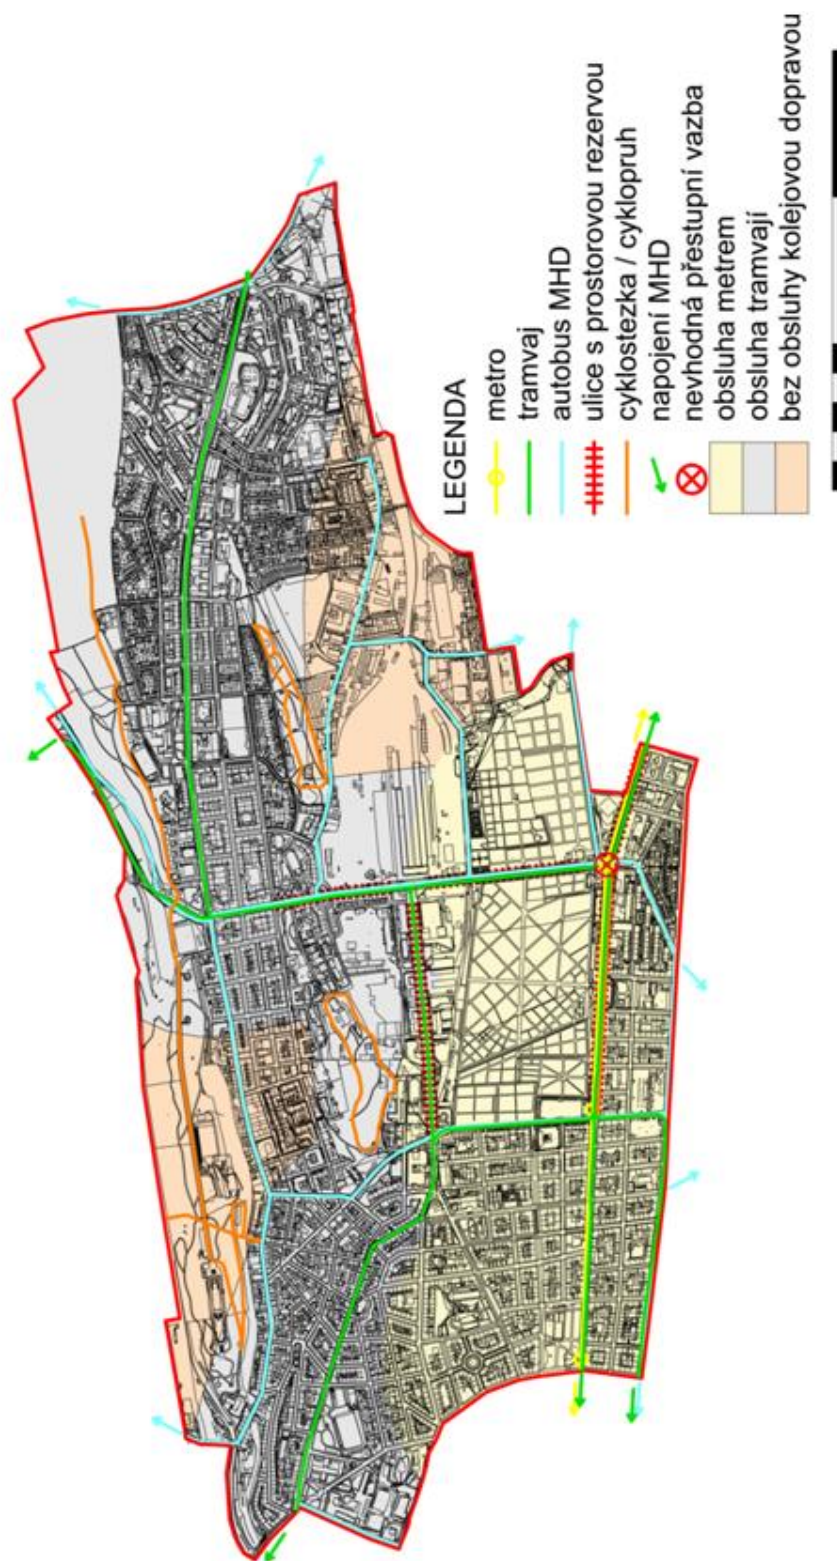 LEGENDA
metro
tramvaj
autobus MHD
ulice s prostorovou rezervou
cyklostezka / cyklopruh
napojení MHD
nevhodná přestupní vazba
obsluha metrem
obsluha tramvají
bez obsluhy kolejovou dopravou